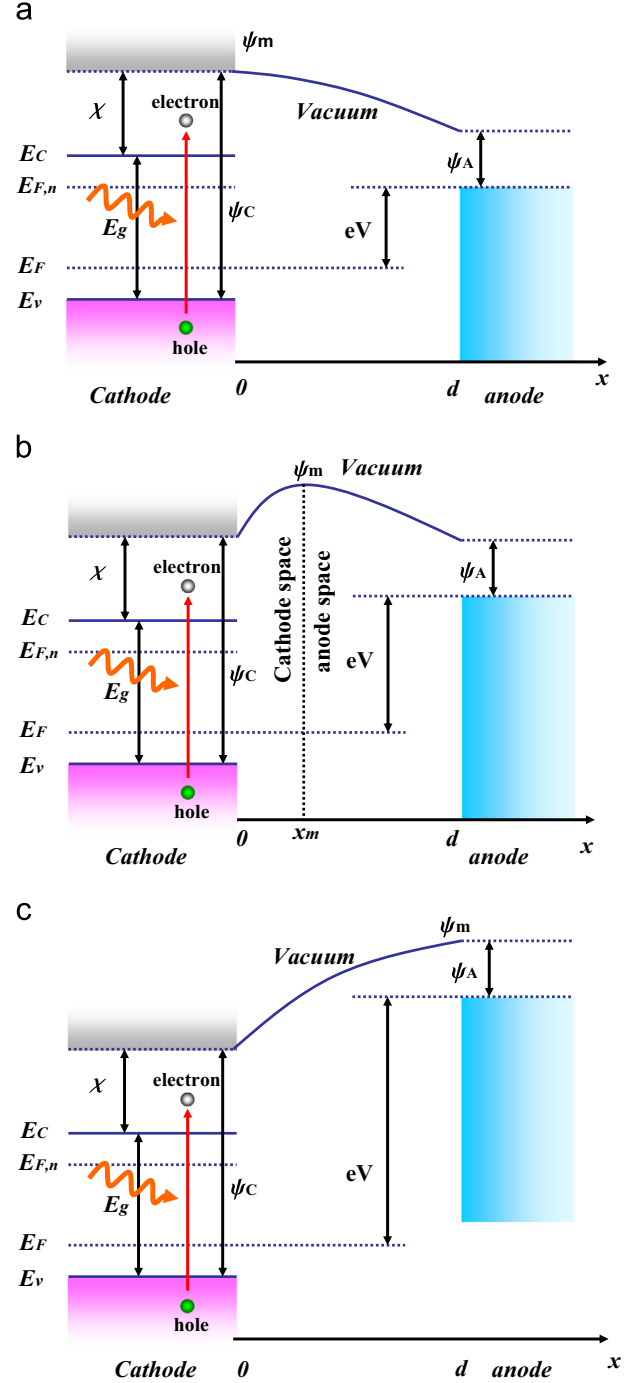 a
ψm
electron
Vacuum
χ
EC
ψA
EF,n
ψC
eV
Eg
EF
Ev
hole
Cathode
0
d
anode
x
b
ψm
Vacuum
electron
χ
ψA
Cathode space
anode space
EC
EF,n
ψC
eV
Eg
EF
Ev
hole
Cathode
0
xm
d
anode
x
c
ψm
Vacuum
ψA
electron
χ
EC
EF,n
ψC
eV
Eg
EF
Ev
hole
Cathode
0
d
anode
x